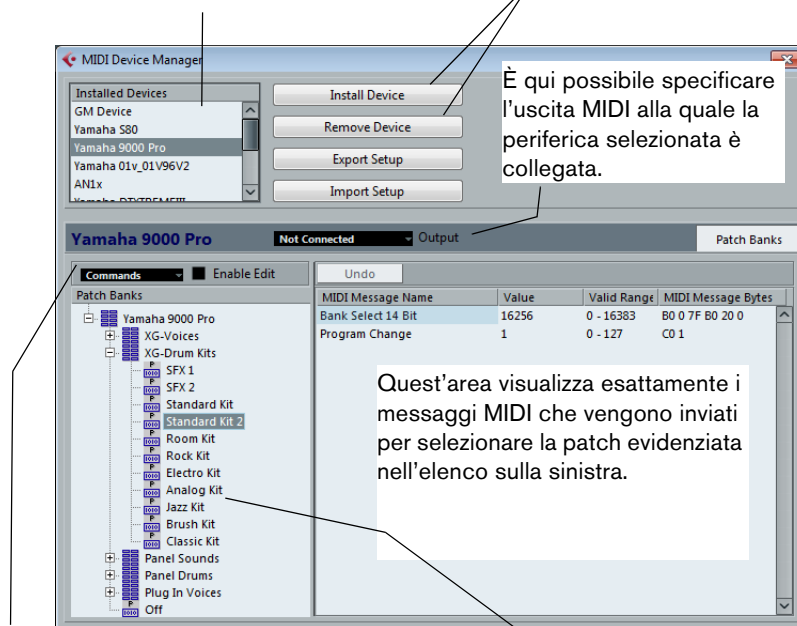 MIDI Device Manager
Installed Devices
GM Device
Yamaha S80
Yamaha 9000 Pro
Yamaha 01v_01V96V2
AN1x
Install Device
Remove Device
Export Setup
Import Setup
È qui possibile specificare
l'uscita MIDI alla quale la
periferica selezionata è
collegata.
Yamaha 9000 Pro
Not Connected
Output
Patch Banks
Commands
Enable Edit
Undo
Patch Banks
Yamaha 9000 Pro
XG-Voices
XG-Drum Kits
SFX 1
SFX 2
Standard Kit
Standard Kit 2
Room Kit
Rock Kit
Electro Kit
Analog Kit
Jazz Kit
Brush Kit
Classic Kit
Panel Sounds
Panel Drums
Plug In Voices
Off
MIDI Message Name Value Valid Range MIDI Message Bytes
Bank Select 14 Bit 16256 0 - 16383 B0 0 7F B0 20 0
Program Change 1 0 - 127 C0 1
Quest'area visualizza esattamente i
messaggi MIDI che vengono inviati
per selezionare la patch evidenziata
nell'elenco sulla sinistra.